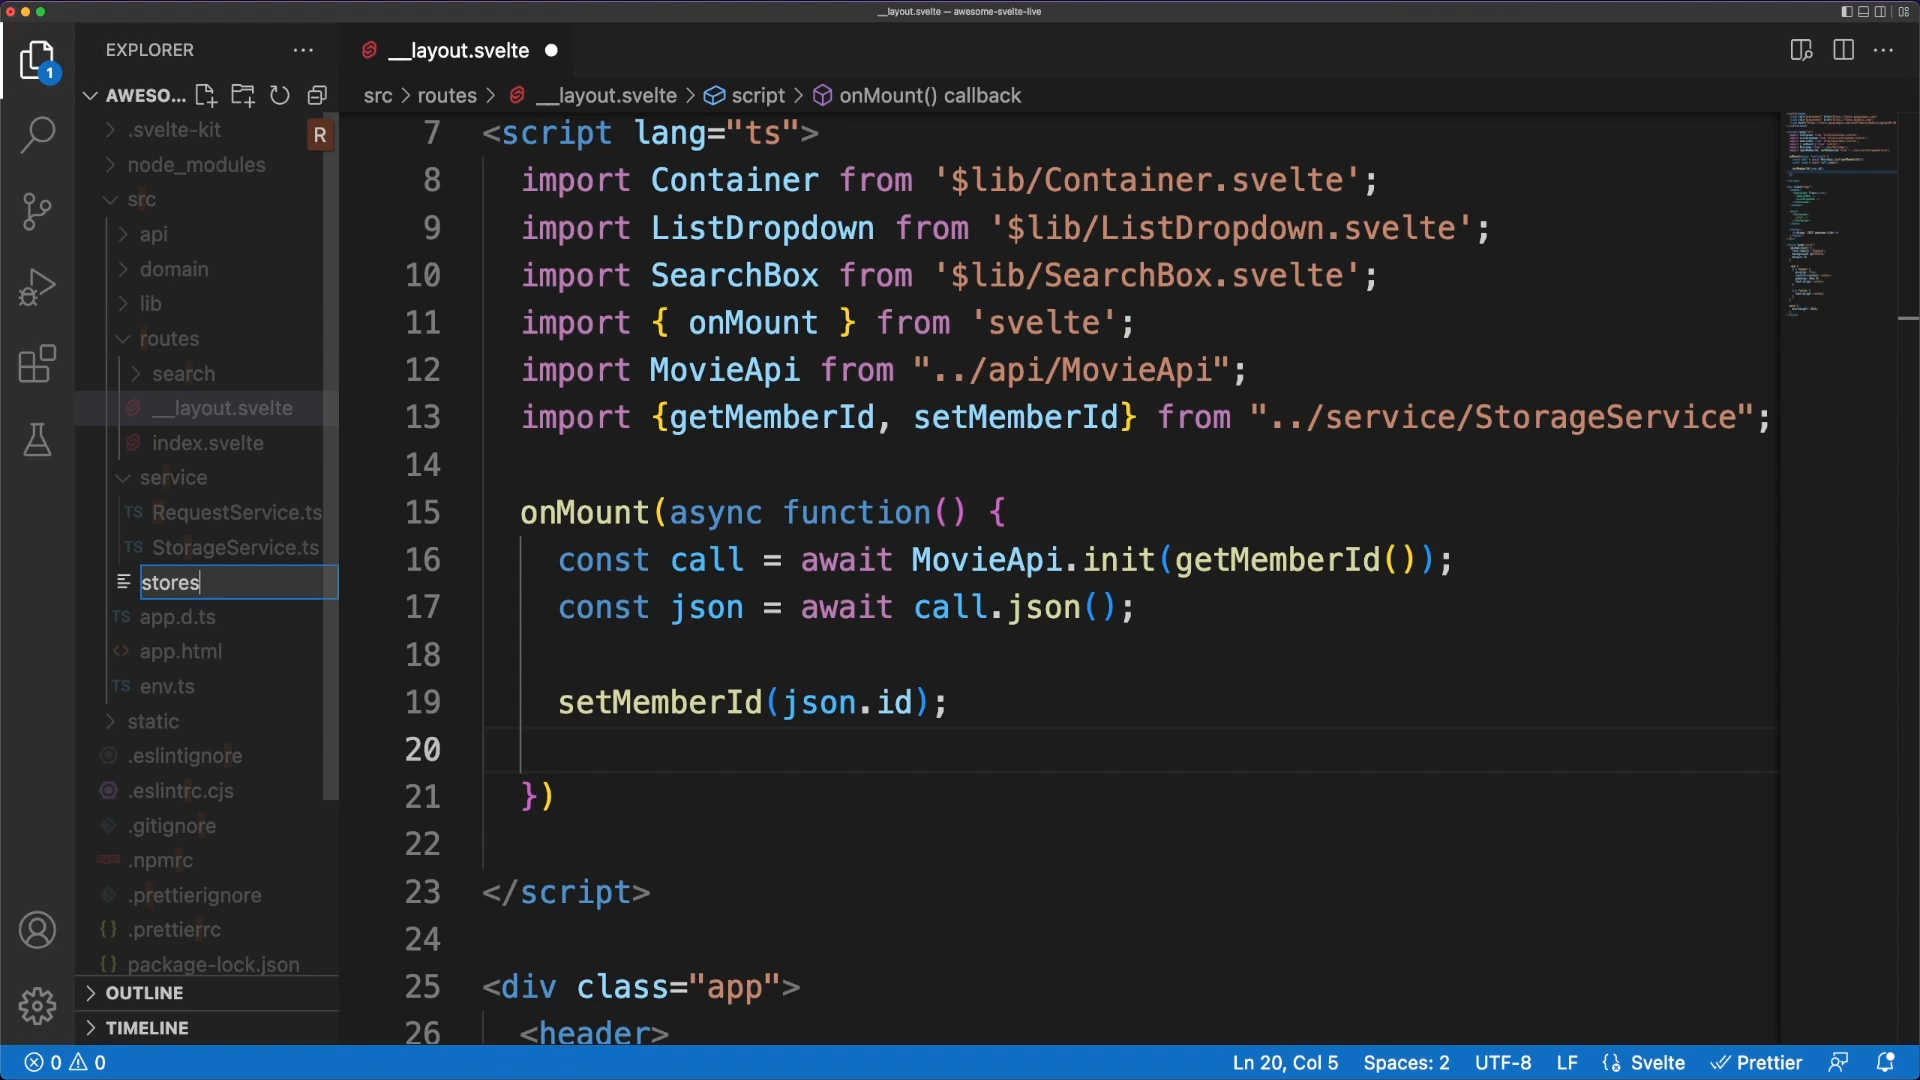 __layout.svelte — awesome-svelte-live
EXPLORER
1
AWESO...
.svelte-kit
R
node_modules
src
api
domain
lib
routes
search
__layout.svelte
index.svelte
service
TS RequestService.ts
TS StorageService.ts
stores
TS app.d.ts
<> app.html
TS env.ts
static
.eslintignore
.eslintrc.cjs
.gitignore
.npmrc
.prettierignore
{} .prettierrc
{} package-lock.json
OUTLINE
TIMELINE
__layout.svelte
src > routes > __layout.svelte > script > onMount() callback
7 <script lang="ts">
8 import Container from '$lib/Container.svelte';
9 import ListDropdown from '$lib/ListDropdown.svelte';
10 import SearchBox from '$lib/SearchBox.svelte';
11 import { onMount } from 'svelte';
12 import MovieApi from "../api/MovieApi";
13 import {getMemberId, setMemberId} from "../service/StorageService";
14
15 onMount(async function() {
16 const call = await MovieApi.init(getMemberId());
17 const json = await call.json();
18
19 setMemberId(json.id);
20
21 })
22
23 </script>
24
25 <div class="app">
26 <header>
0 0
Ln 20, Col 5 Spaces: 2 UTF-8 LF Svelte Prettier